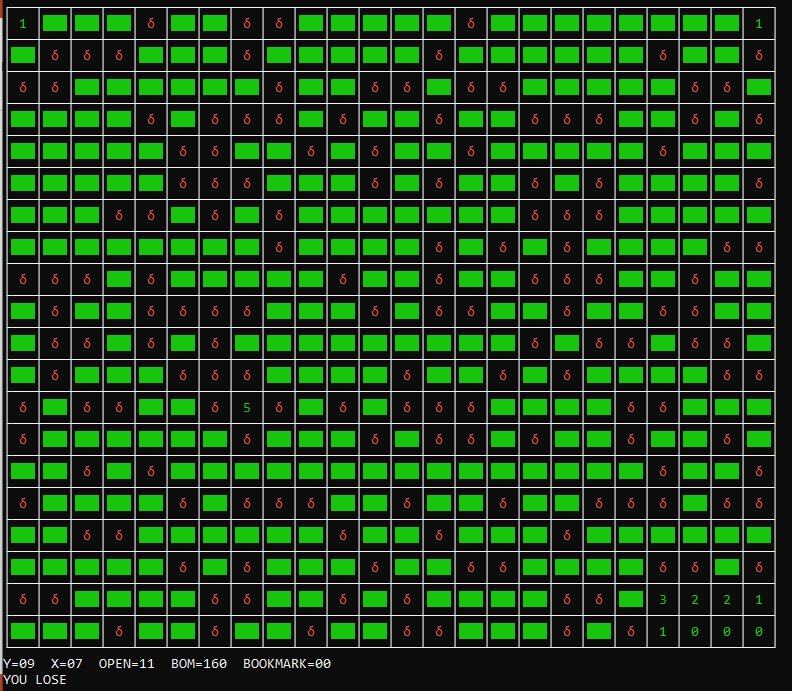 1 δ δ δ δ 1
δ δ δ δ δ δ δ
δ δ δ δ δ δ δ δ δ
δ δ δ δ δ δ δ δ δ δ δ
δ δ δ δ δ δ
δ δ δ δ δ δ δ δ
δ δ δ δ δ δ δ
δ δ δ δ δ δ
δ δ δ δ δ δ δ δ δ δ
δ δ δ δ δ δ δ δ δ δ δ
δ δ δ δ δ δ δ δ δ
δ δ δ δ δ δ δ δ δ
δ δ δ δ 5 δ δ δ δ δ δ δ
δ δ δ δ δ δ δ δ
δ δ δ δ
δ δ δ δ δ δ δ δ δ δ δ δ
δ δ δ δ δ
δ δ δ δ δ δ δ δ
δ δ δ δ δ δ δ δ 3 2 2 1
δ δ δ δ δ δ δ 1 0 0 0
Y=09 X=07 OPEN=11 BOM=160 BOOKMARK=00
YOU LOSE